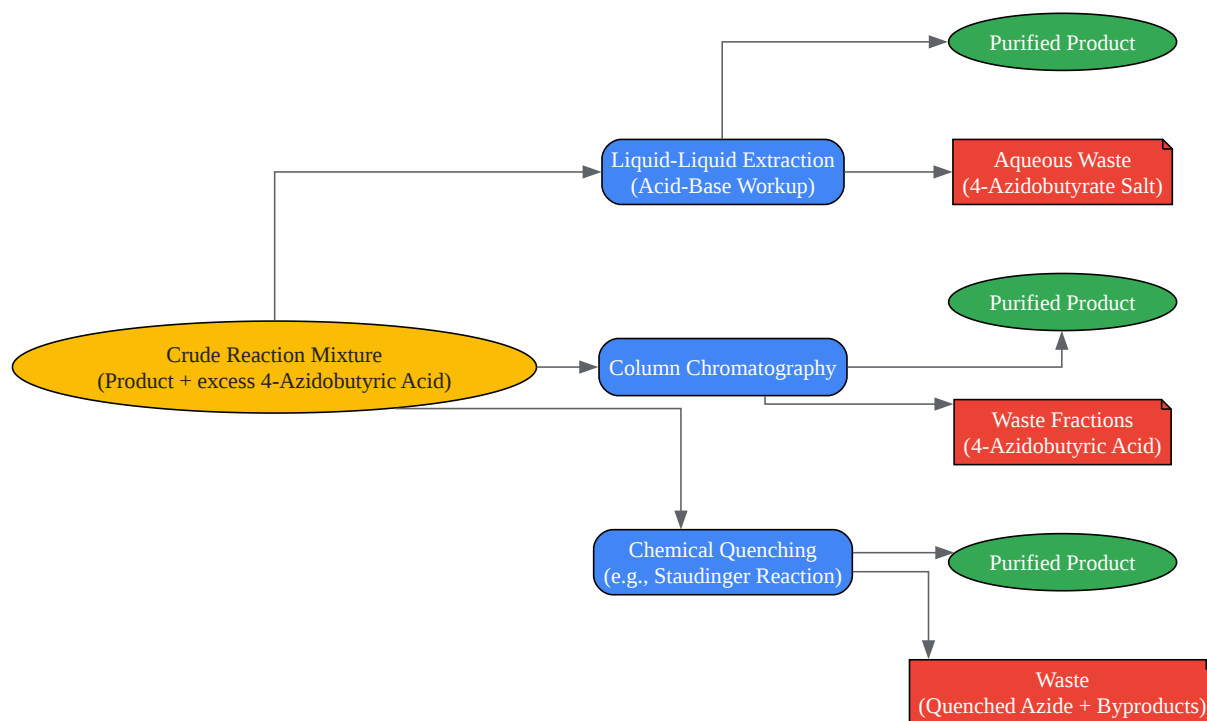 Purified Product
Liquid-Liquid Extraction
(Acid-Base Workup)
Aqueous Waste
(4-Azidobutyrate Salt)
Purified Product
Crude Reaction Mixture
(Product + excess 4-Azidobutyric Acid)
Column Chromatography
Waste Fractions
(4-Azidobutyric Acid)
Chemical Quenching
(e.g., Staudinger Reaction)
Purified Product
Waste
(Quenched Azide + Byproducts)